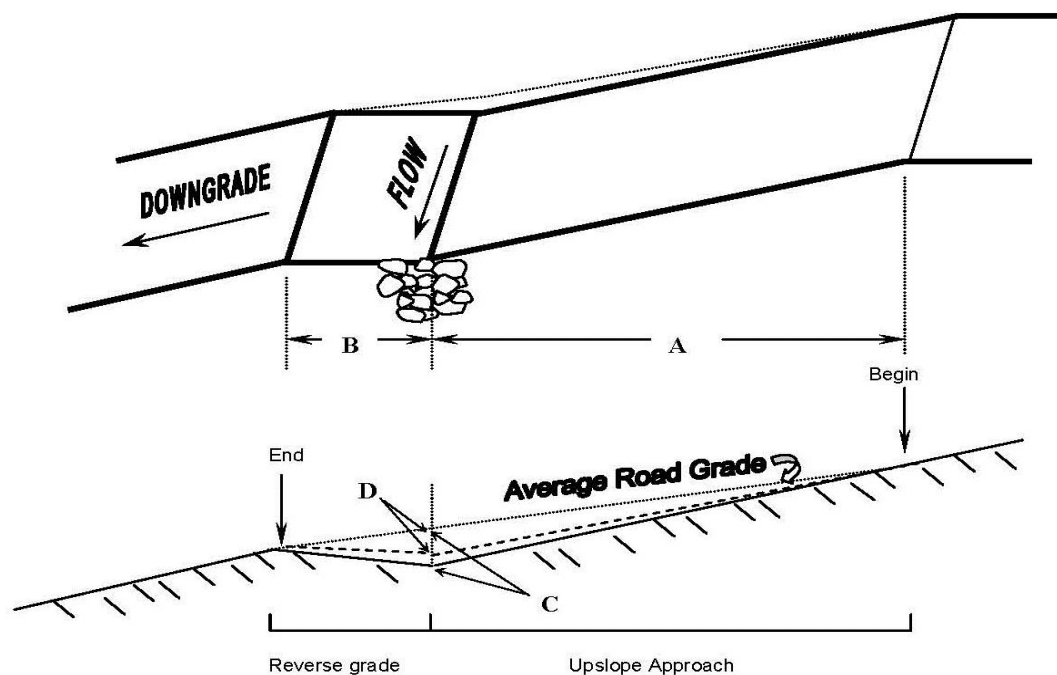 DOWNGRADE
FLOW
B
A
Begin
End
Average Road Grade
D
C
Reverse grade
Upslope Approach